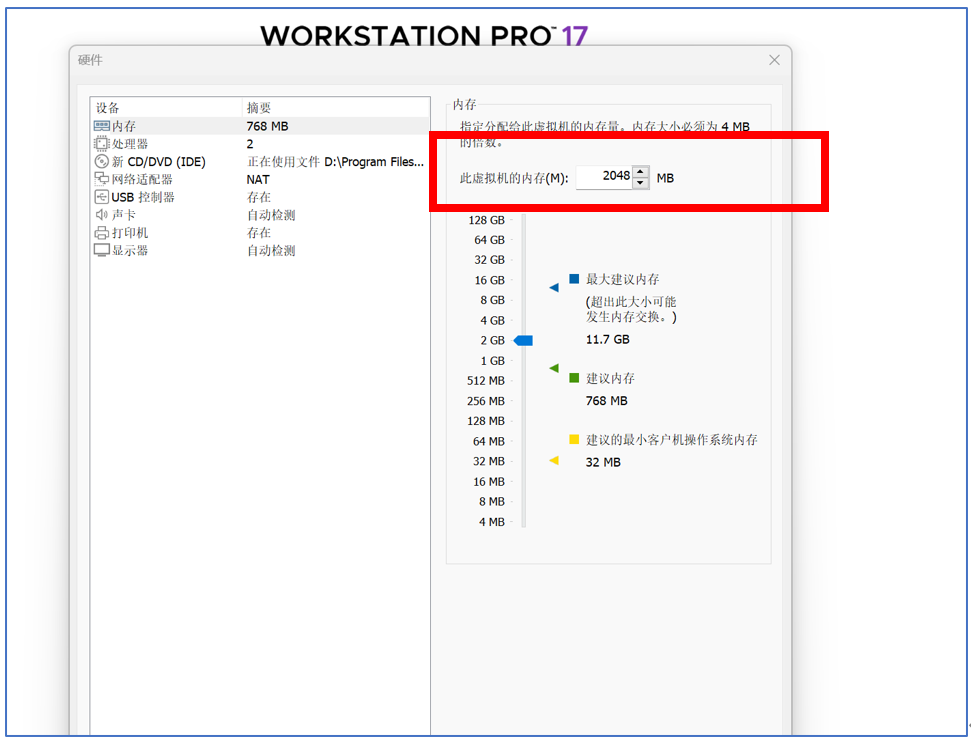 WORKSTATION PRO™ 17
硬件
设备 摘要
内存 768 MB
处理器 2
新 CD/DVD (IDE) 正在使用文件 D:\Program Files...
网络适配器 NAT
USB 控制器 存在
声卡 自动检测
打印机 存在
显示器 自动检测
内存
指定分配给此虚拟机的内存量。内存大小必须为 4 MB
的倍数。
此虚拟机的内存(M): 2048 MB
128 GB
64 GB
32 GB
16 GB
8 GB
4 GB
2 GB
1 GB
512 MB
256 MB
128 MB
64 MB
32 MB
16 MB
8 MB
4 MB
最大建议内存
(超出此大小可能
发生内存交换。)
11.7 GB
建议内存
768 MB
建议的最小客户机操作系统内存
32 MB